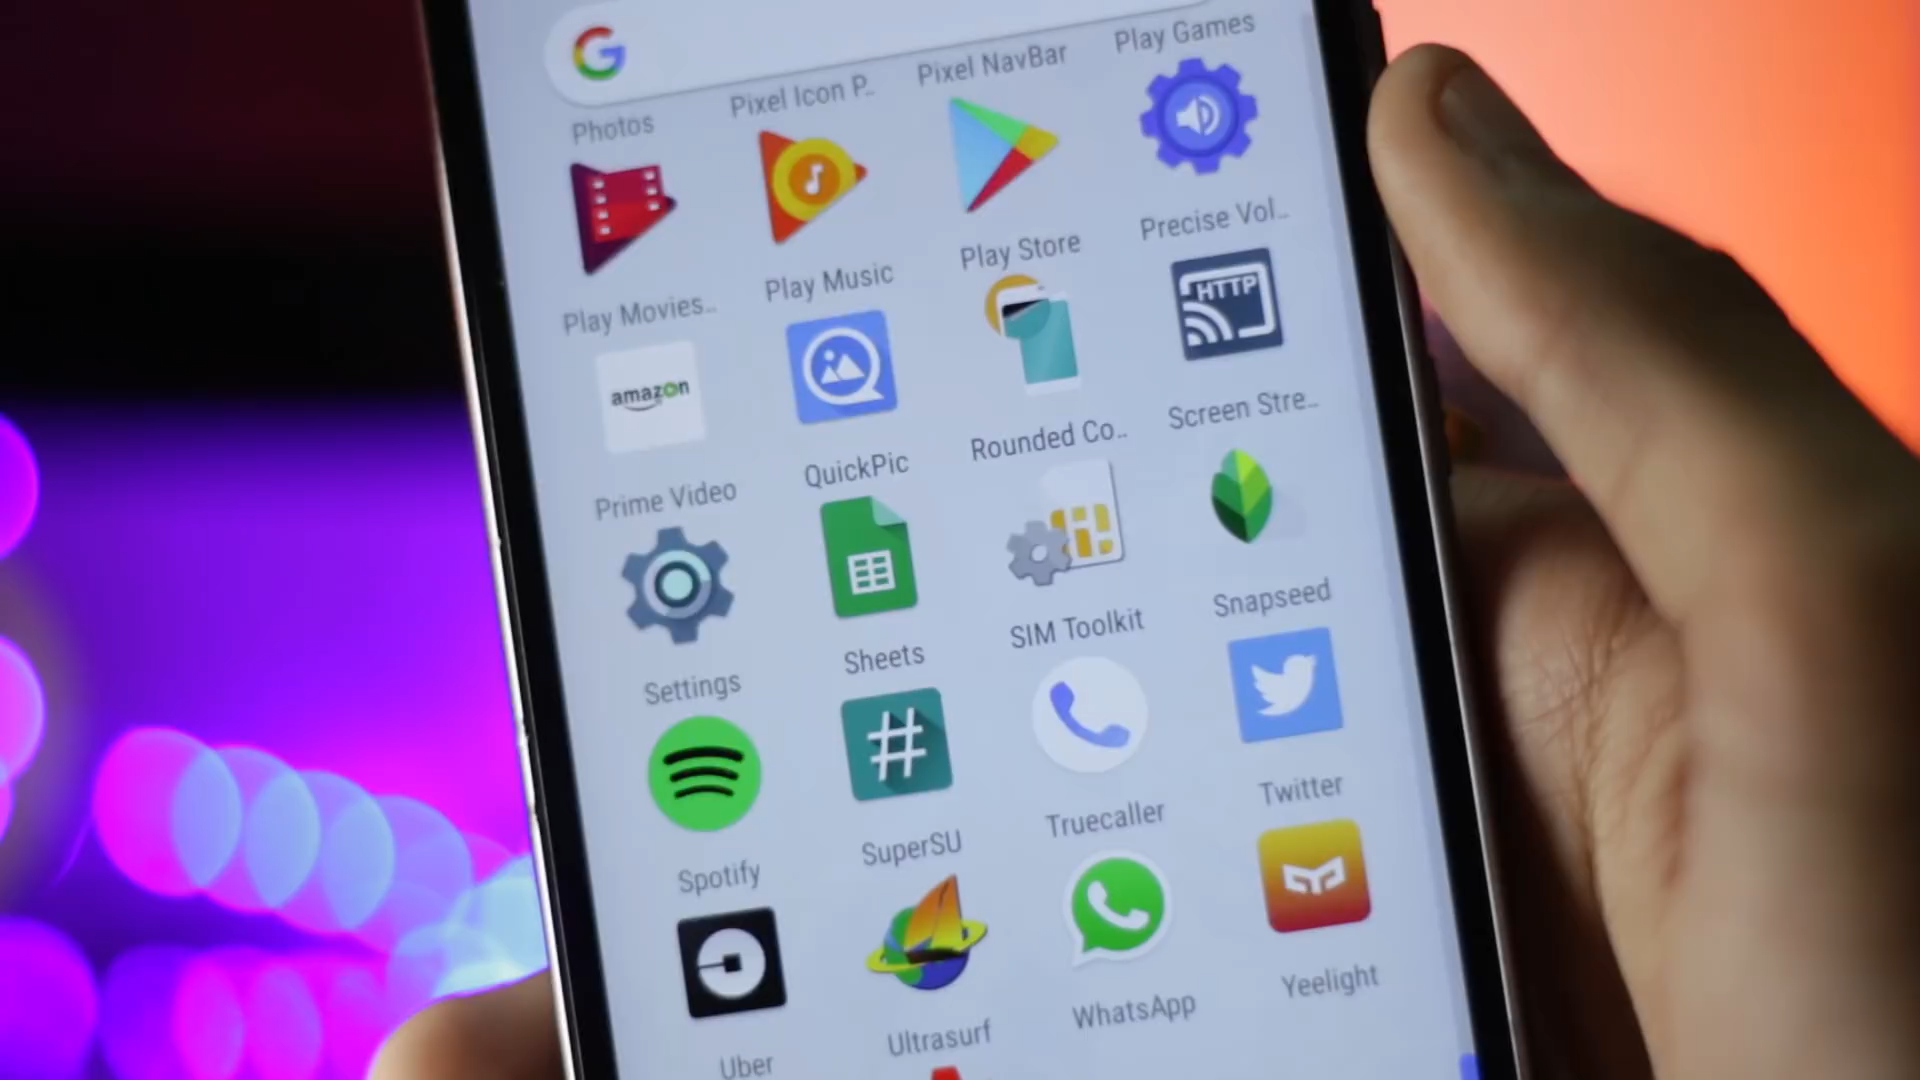 G
Photos
Pixel Icon P..
Pixel NavBar
Play Games
Play Movies..
Play Music
Play Store
Precise Vol..
amazon
HTTP
Prime Video
QuickPic
Rounded Co..
Screen Stre..
Settings
Sheets
SIM Toolkit
Snapseed
#
Spotify
SuperSU
Truecaller
Twitter
Uber
Ultrasurf
WhatsApp
Yeelight